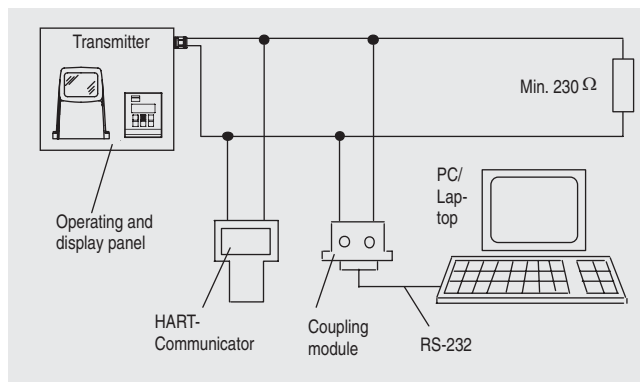 Transmitter
Min. 230 Ω
PC/
Lap-
top
Operating and
display panel
HART-
Communicator
Coupling
module
RS-232